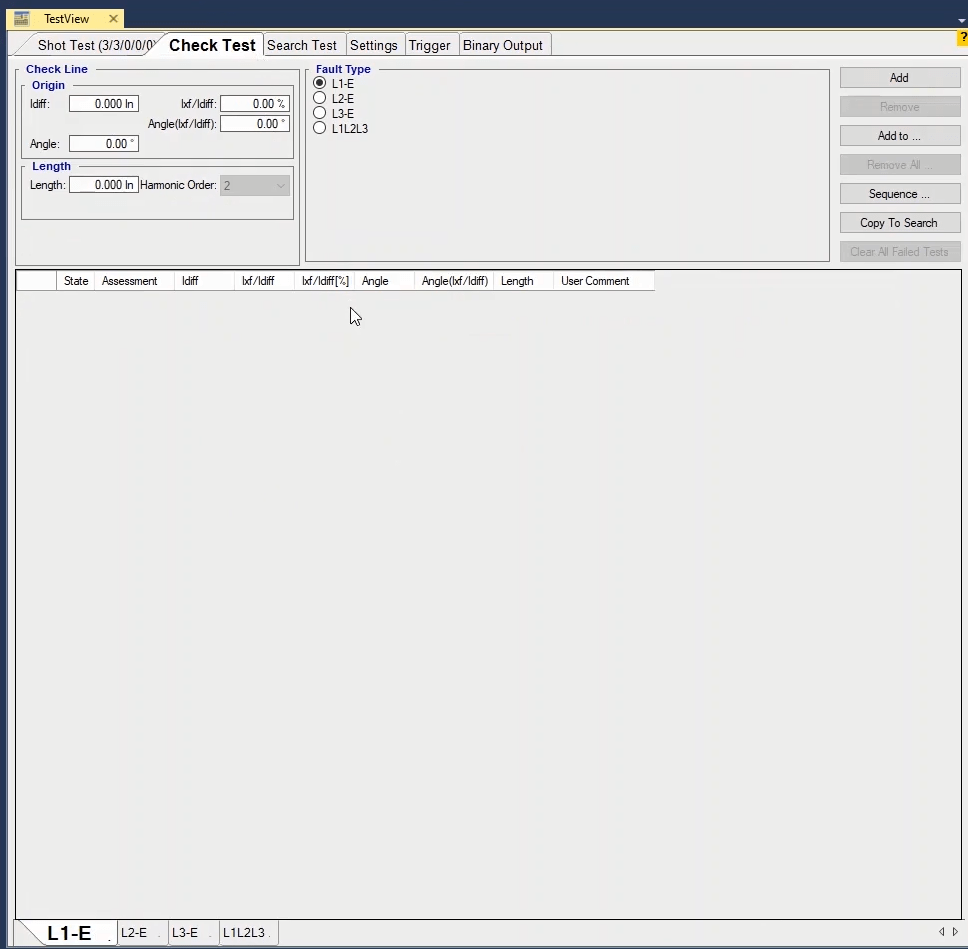 TestView
?
Shot Test (3/3/0/0/0) Check Test Search Test Settings Trigger Binary Output
Check Line
Origin
Idiff: 0.000 In Ixf/Idiff: 0.00 %
Angle(Ixf/Idiff): 0.00 °
Angle: 0.00 °
Length
Length: 0.000 In Harmonic Order: 2
Fault Type
L1-E
L2-E
L3-E
L1L2L3
Add
Remove
Add to ...
Remove All ...
Sequence ...
Copy To Search
Clear All Failed Tests
State Assessment Idiff Ixf/Idiff Ixf/Idiff[%] Angle Angle(Ixf/Idiff) Length User Comment
L1-E . L2-E . L3-E . L1L2L3 .